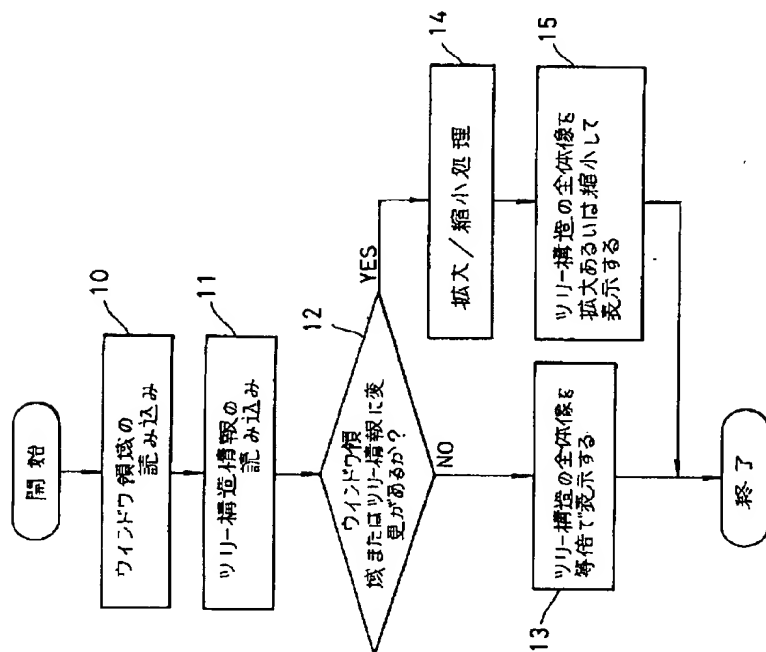 開始
10
ウインドウ領域の
読み込み
11
ツリー構造情報の
読み込み
12
ウィンドウ領
域またはツリー情報に変
更があるか?
YES
NO
14
拡大/縮小処理
15
ツリー構造の全体像を
拡大あるいは縮小して
表示する
ツリー構造の全体像を
等倍で表示する
13
終了